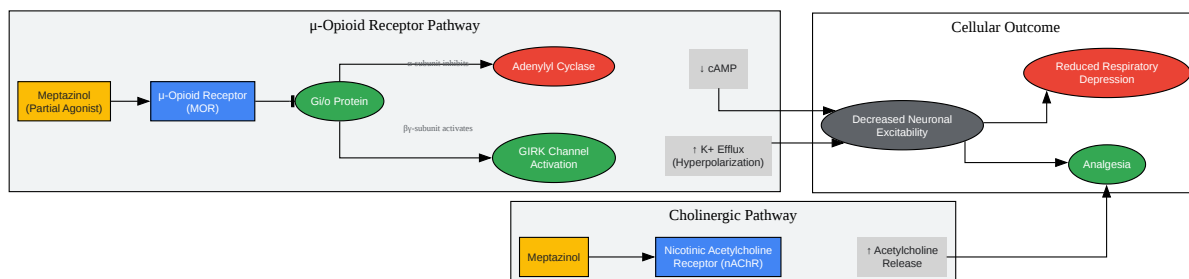 μ-Opioid Receptor Pathway
Meptazinol
(Partial Agonist)
μ-Opioid Receptor
(MOR)
Gi/o Protein
α-subunit inhibits
Adenylyl Cyclase
βγ-subunit activates
GIRK Channel
Activation
↓ cAMP
↑ K+ Efflux
(Hyperpolarization)
Cellular Outcome
Decreased Neuronal
Excitability
Reduced Respiratory
Depression
Analgesia
Cholinergic Pathway
Meptazinol
Nicotinic Acetylcholine
Receptor (nAChR)
↑ Acetylcholine
Release